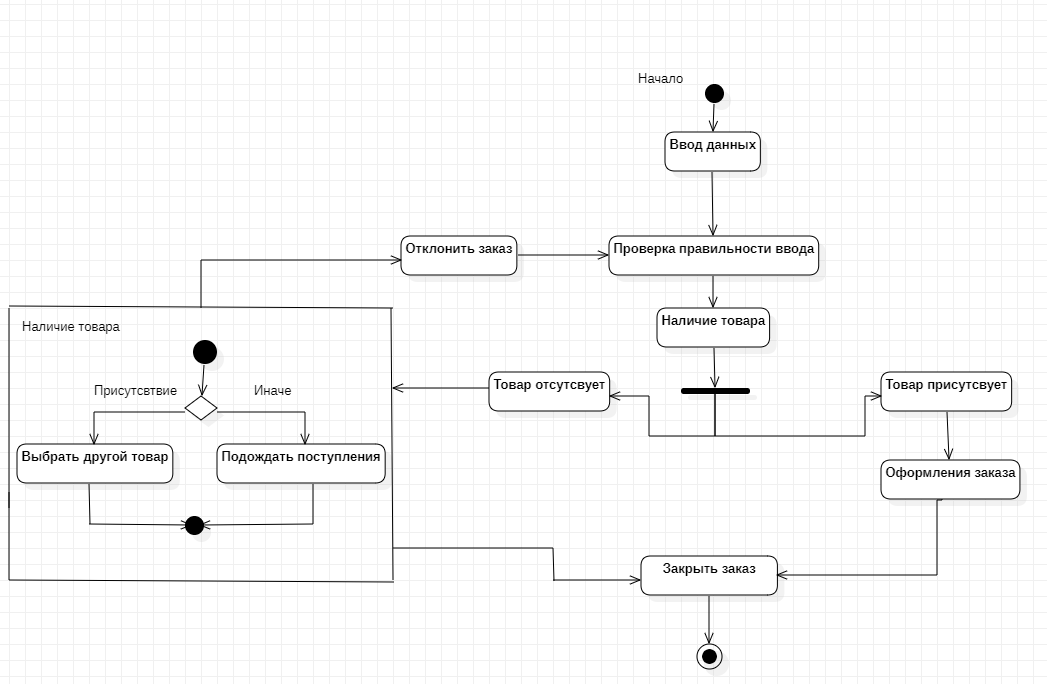 Начало
Ввод данных
Отклонить заказ
Проверка правильности ввода
Наличие товара
Наличие товара
Товар отсутсвует
Товар присутсвует
Присутсвтвие
Иначе
Выбрать другой товар
Подождать поступления
Оформления заказа
Закрыть заказ